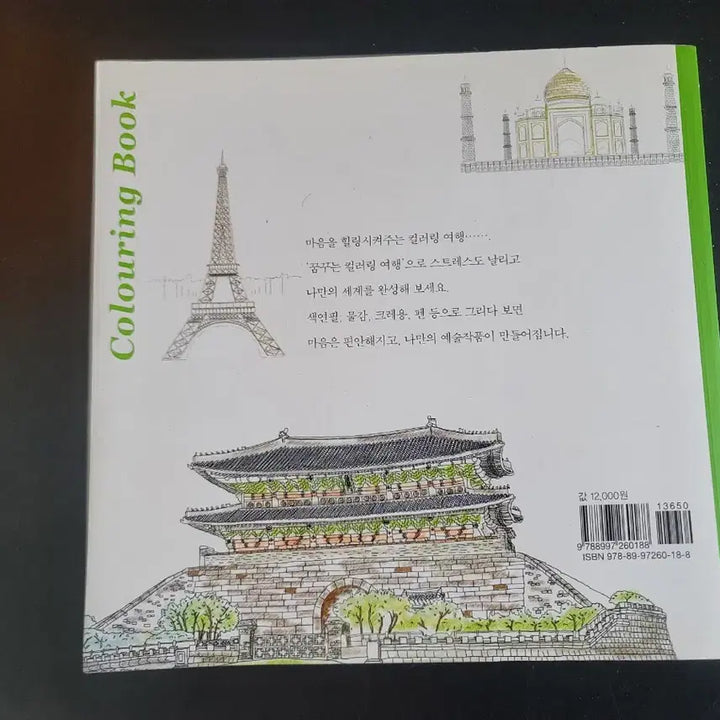 Colouring Book
마음을 힐링시켜주는 컬러링 여행…….
'꿈꾸는 컬러링 여행'으로 스트레스도 날리고
나만의 세계를 완성해 보세요.
색연필, 물감, 크레용, 펜 등으로 그리다 보면
마음은 편안해지고, 나만의 예술작품이 만들어집니다.
값 12,000원
13650
9 788997 260188
ISBN 978-89-97260-18-8